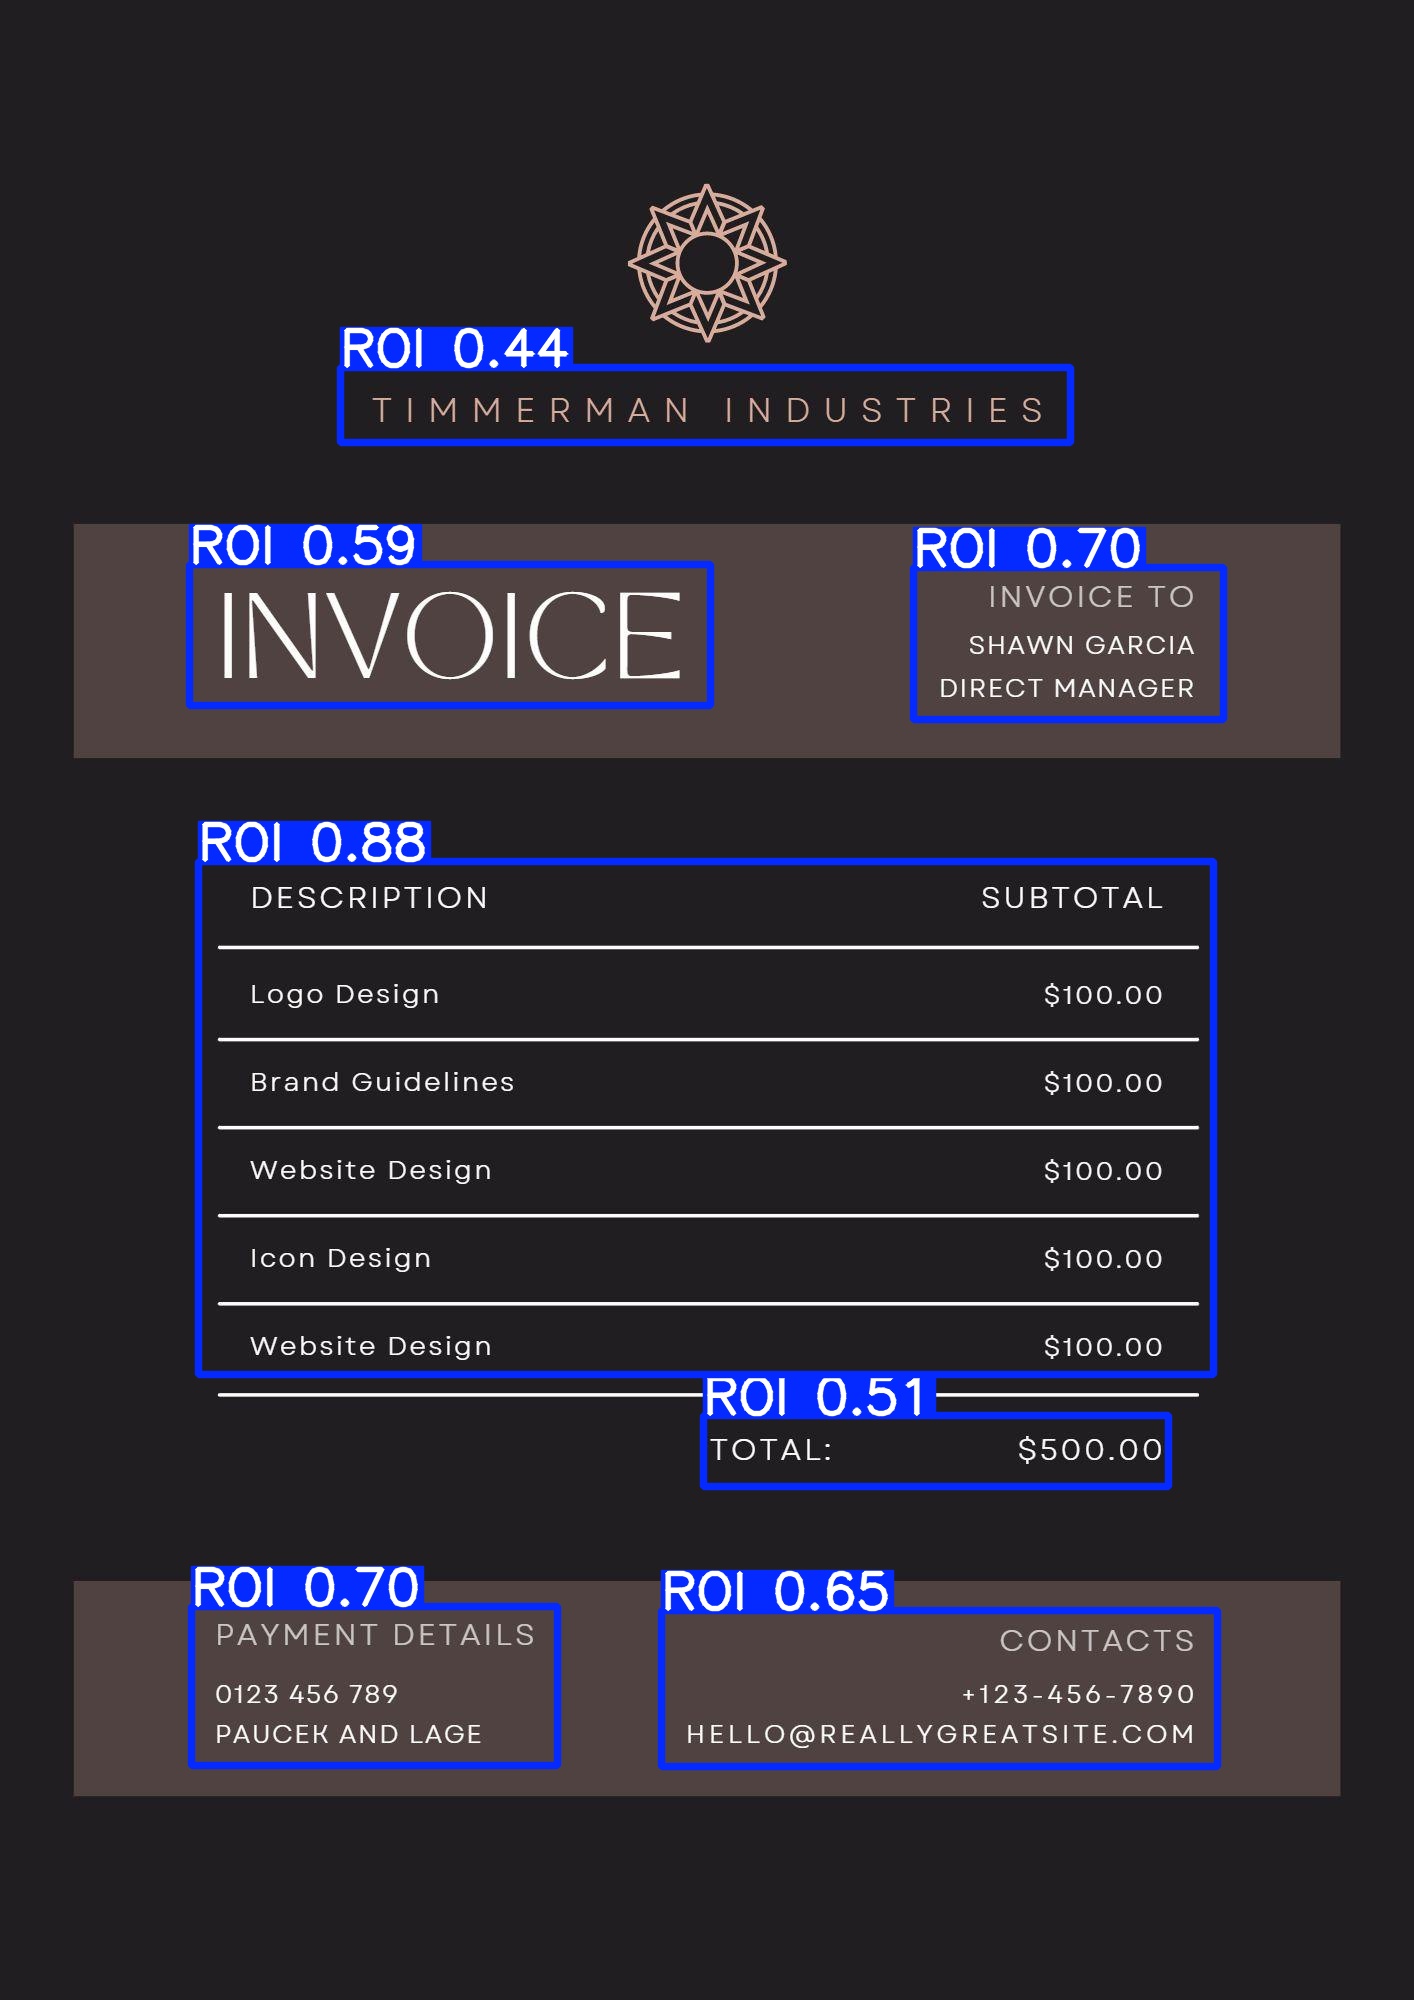 ROI 0.44
TIMMERMAN INDUSTRIES
ROI 0.59
INVOICE
ROI 0.70
INVOICE TO
SHAWN GARCIA
DIRECT MANAGER
ROI 0.88
DESCRIPTION SUBTOTAL
Logo Design $100.00
Brand Guidelines $100.00
Website Design $100.00
Icon Design $100.00
Website Design $100.00
ROI 0.51
TOTAL: $500.00
ROI 0.70
PAYMENT DETAILS
0123 456 789
PAUCEK AND LAGE
ROI 0.65
CONTACTS
+123-456-7890
HELLO@REALLYGREATSITE.COM